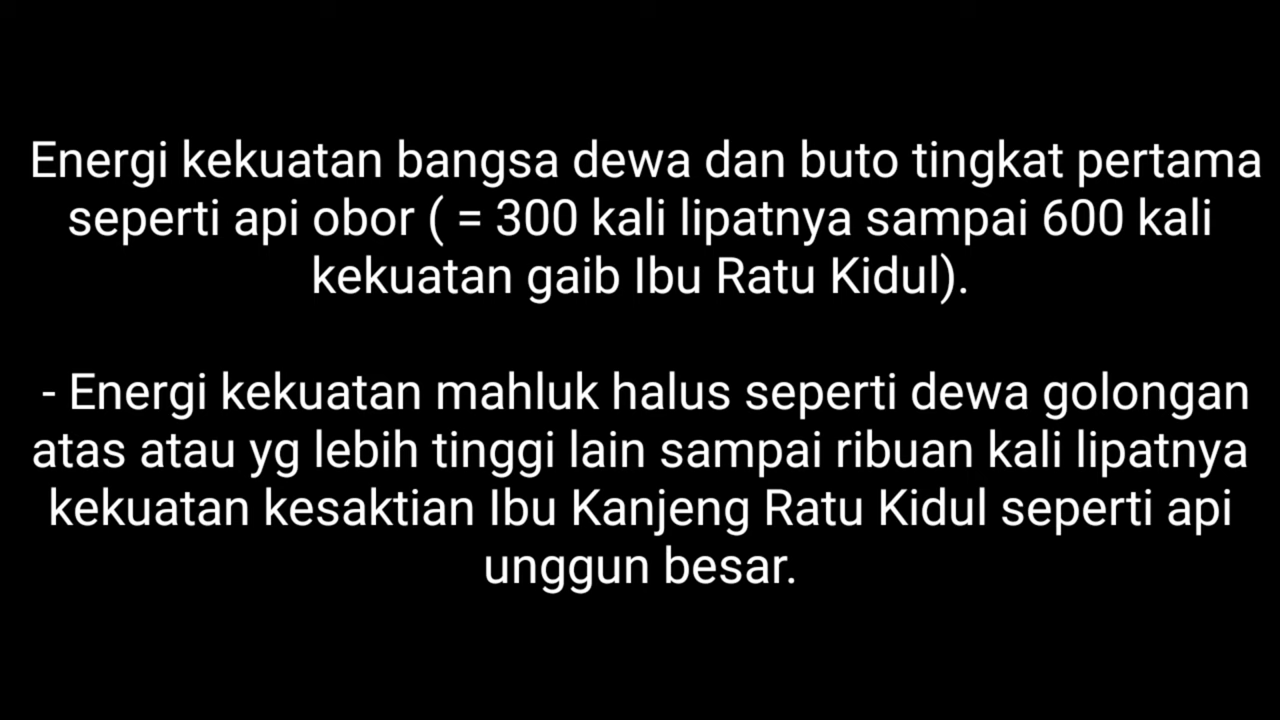 Energi kekuatan bangsa dewa dan buto tingkat pertama
seperti api obor ( = 300 kali lipatnya sampai 600 kali
kekuatan gaib Ibu Ratu Kidul).
- Energi kekuatan mahluk halus seperti dewa golongan
atas atau yg lebih tinggi lain sampai ribuan kali lipatnya
kekuatan kesaktian Ibu Kanjeng Ratu Kidul seperti api
unggun besar.